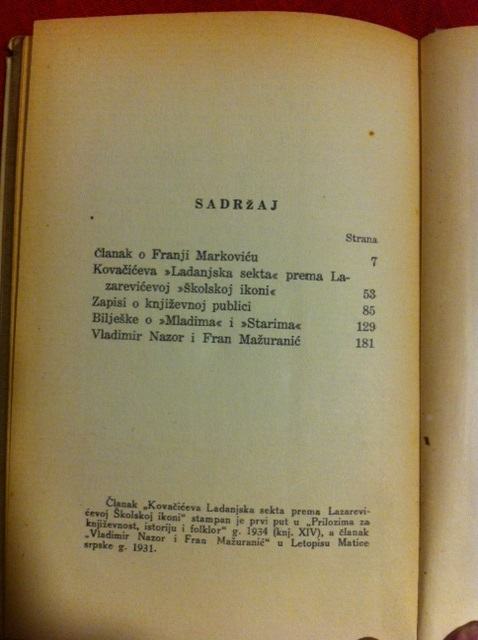 SADRŽAJ
Strana
Članak o Franji Markoviću 7
Kovačićeva »Ladanjska sekta« prema La-
zarevićevoj »Školskoj ikoni« 53
Zapisi o književnoj publici 85
Bilješke o »Mladima« i »Starima« 129
Vladimir Nazor i Fran Mažuranić 181
Članak „Kovačićeva Ladanjska sekta prema Lazarevi-
ćevoj Školskoj ikoni" stampan je prvi put u „Prilozima za
književnost, istoriju i folklor" g. 1934 (knj. XIV), a članak
„Vladimir Nazor i Fran Mažuranić" u Letopisu Matice
srpske g. 1931.